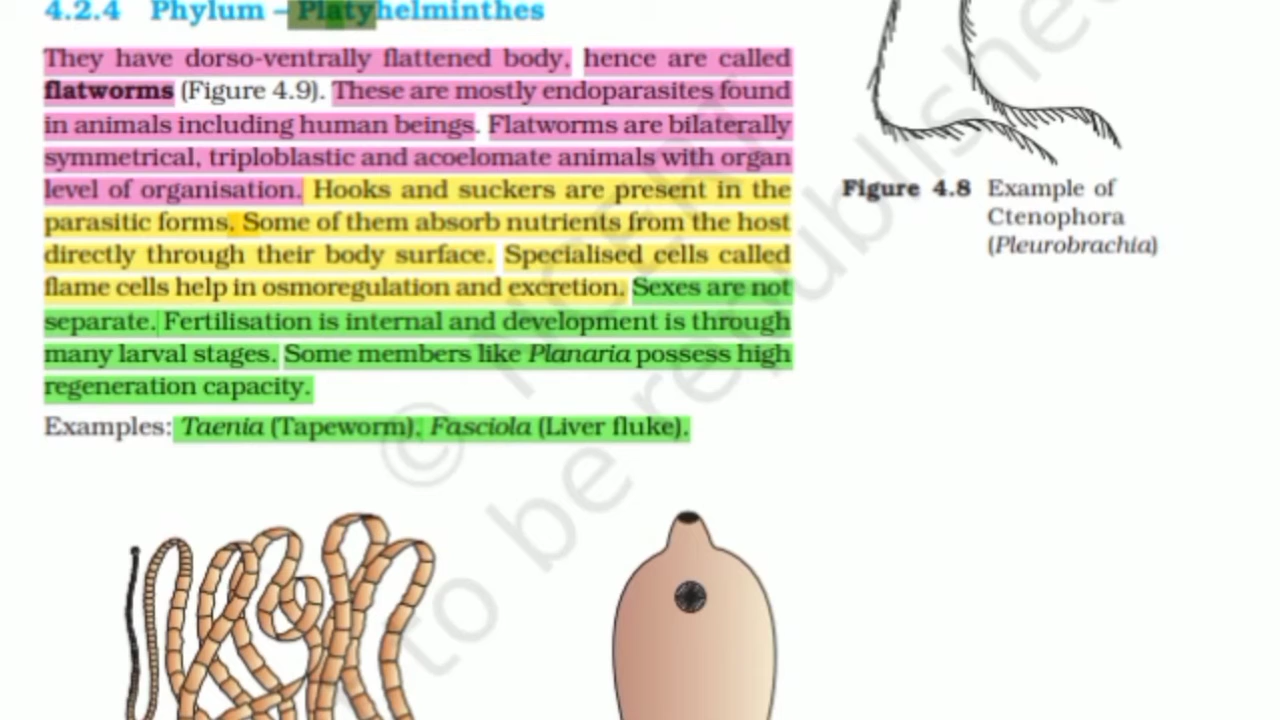 4.2.4 Phylum – Platyhelminthes
They have dorso-ventrally flattened body, hence are called
flatworms (Figure 4.9). These are mostly endoparasites found
in animals including human beings. Flatworms are bilaterally
symmetrical, triploblastic and acoelomate animals with organ
level of organisation. Hooks and suckers are present in the
parasitic forms. Some of them absorb nutrients from the host
directly through their body surface. Specialised cells called
flame cells help in osmoregulation and excretion. Sexes are not
separate. Fertilisation is internal and development is through
many larval stages. Some members like Planaria possess high
regeneration capacity.
Examples: Taenia (Tapeworm), Fasciola (Liver fluke).
Figure 4.8 Example of
Ctenophora
(Pleurobrachia)
© NCERT
to be republished